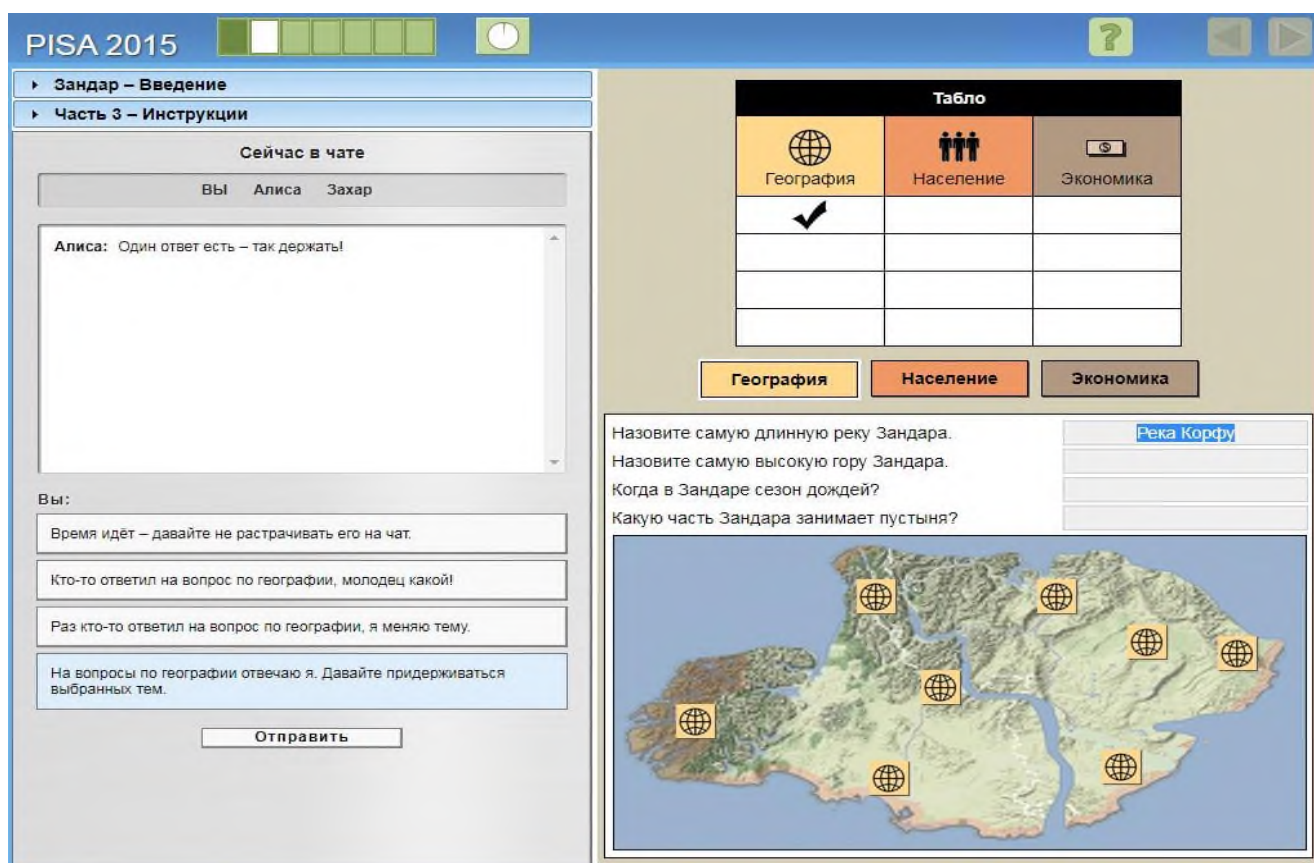 PISA 2015
?
Зандар – Введение
Часть 3 – Инструкции
Сейчас в чате
ВЫ Алиса Захар
Алиса: Один ответ есть – так держать!
Вы:
Время идёт – давайте не растрачивать его на чат.
Кто-то ответил на вопрос по географии, молодец какой!
Раз кто-то ответил на вопрос по географии, я меняю тему.
На вопросы по географии отвечаю я. Давайте придерживаться
выбранных тем.
Отправить
Табло
География Население Экономика
География Население Экономика
Назовите самую длинную реку Зандара. Река Корфу
Назовите самую высокую гору Зандара.
Когда в Зандаре сезон дождей?
Какую часть Зандара занимает пустыня?